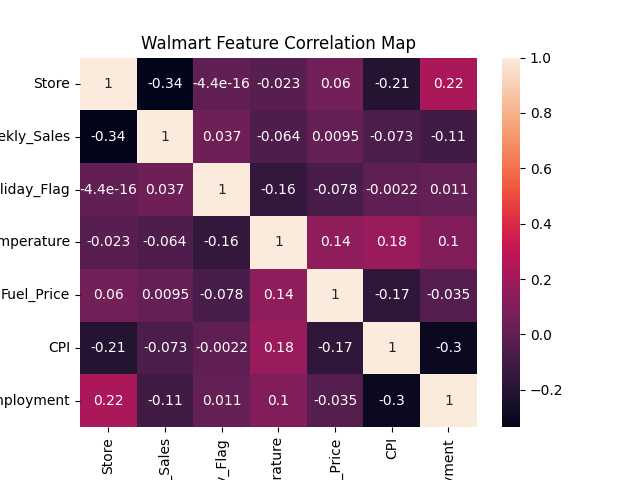 Walmart Feature Correlation Map
Store 1 -0.34 -4.4e-16 -0.023 0.06 -0.21 0.22
ekly_Sales -0.34 1 0.037 -0.064 0.0095 -0.073 -0.11
liday_Flag -4.4e-16 0.037 1 -0.16 -0.078 -0.0022 0.011
mperature -0.023 -0.064 -0.16 1 0.14 0.18 0.1
Fuel_Price 0.06 0.0095 -0.078 0.14 1 -0.17 -0.035
CPI -0.21 -0.073 -0.0022 0.18 -0.17 1 -0.3
nployment 0.22 -0.11 0.011 0.1 -0.035 -0.3 1
Store
_Sales
_Flag
rature
_Price
CPI
yment
1.0
0.8
0.6
0.4
0.2
0.0
−0.2